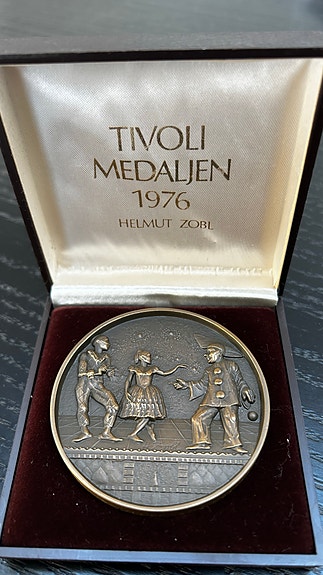 TIVOLI
MEDALJEN
1976
HELMUT ZOBL